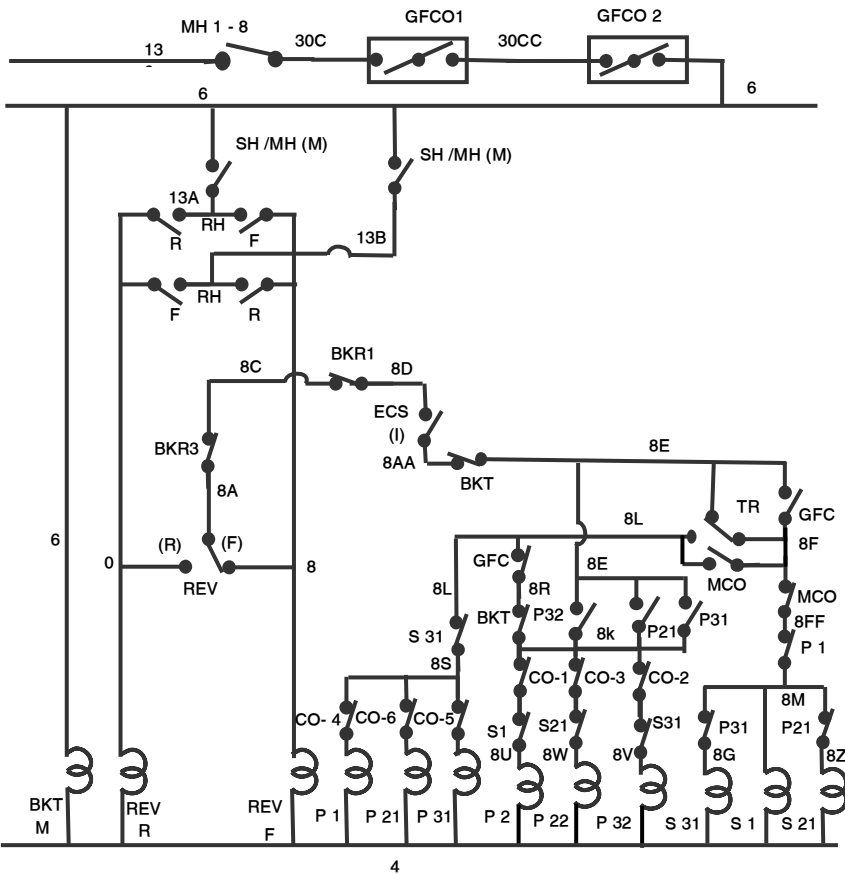 GFCO1
GFCO 2
MH 1 - 8
13
30C
30CC
6
6
SH /MH (M)
SH /MH (M)
13A
RH
R
F
13B
RH
F
R
BKR1
8C
8D
ECS
(I)
8AA
BKT
8E
BKR3
8A
TR
GFC
8L
8F
6
(R)
(F)
0
8
REV
GFC
8E
MCO
MCO
8L
8R
BKT
P32
8k
P21
P31
8FF
P 1
S 31
8S
CO-1
CO-3
CO-2
8M
CO- 4
CO-6
CO-5
S1
S21
S31
P31
P21
8U
8W
8V
8G
8Z
BKT
M
REV
R
REV
F
P 1
P 21
P 31
P 2
P 22
P 32
S 31
S 1
S 21
4